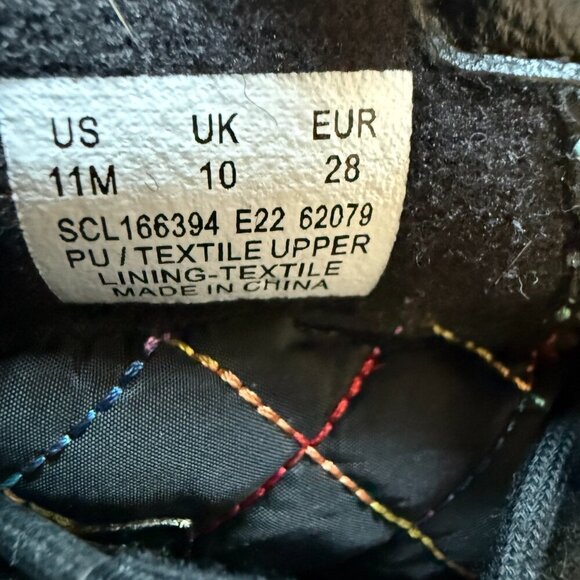 US UK EUR
11M 10 28
SCL166394 E22 62079
PU / TEXTILE UPPER
LINING-TEXTILE
MADE IN CHINA